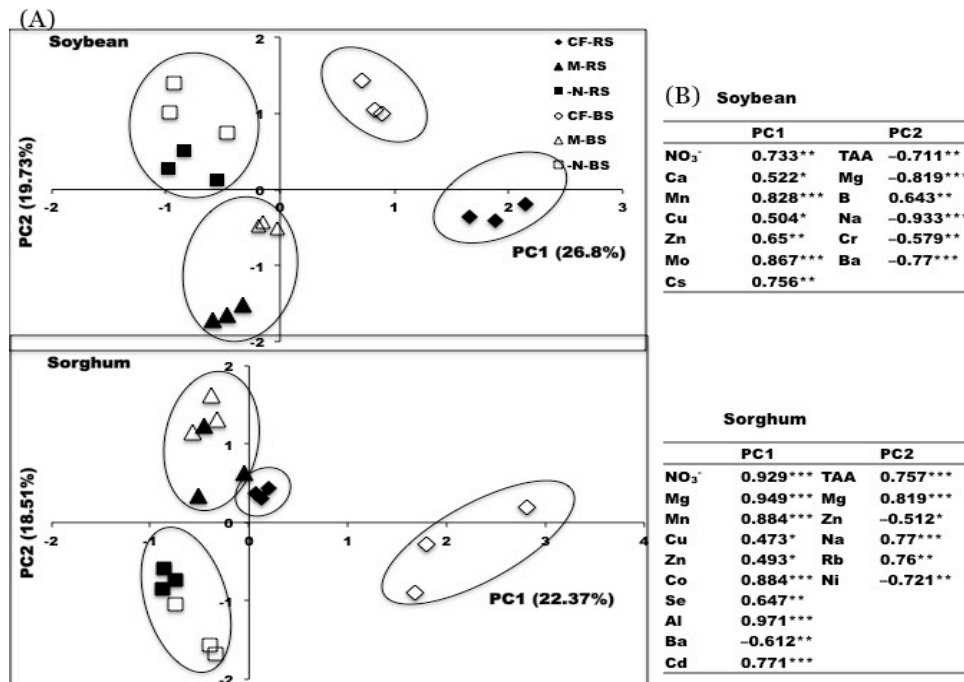 (A)
Soybean
CF-RS
M-RS
-N-RS
CF-BS
M-BS
-N-BS
2
1
0
-1
-2
-2
-1
0
1
2
3
PC2 (19.73%)
PC1 (26.8%)
Sorghum
2
1
0
-1
-2
-2
-1
0
1
2
3
4
PC2 (18.51%)
PC1 (22.37%)
(B) Soybean
PC1 PC2
NO₃⁻ 0.733** TAA −0.711**
Ca 0.522* Mg −0.819***
Mn 0.828*** B 0.643**
Cu 0.504* Na −0.933***
Zn 0.65** Cr −0.579**
Mo 0.867*** Ba −0.77***
Cs 0.756**
Sorghum
PC1 PC2
NO₃⁻ 0.929*** TAA 0.757***
Mg 0.949*** Mg 0.819***
Mn 0.884*** Zn −0.512*
Cu 0.473* Na 0.77***
Zn 0.493* Rb 0.76**
Co 0.884*** Ni −0.721**
Se 0.647**
Al 0.971***
Ba −0.612**
Cd 0.771***